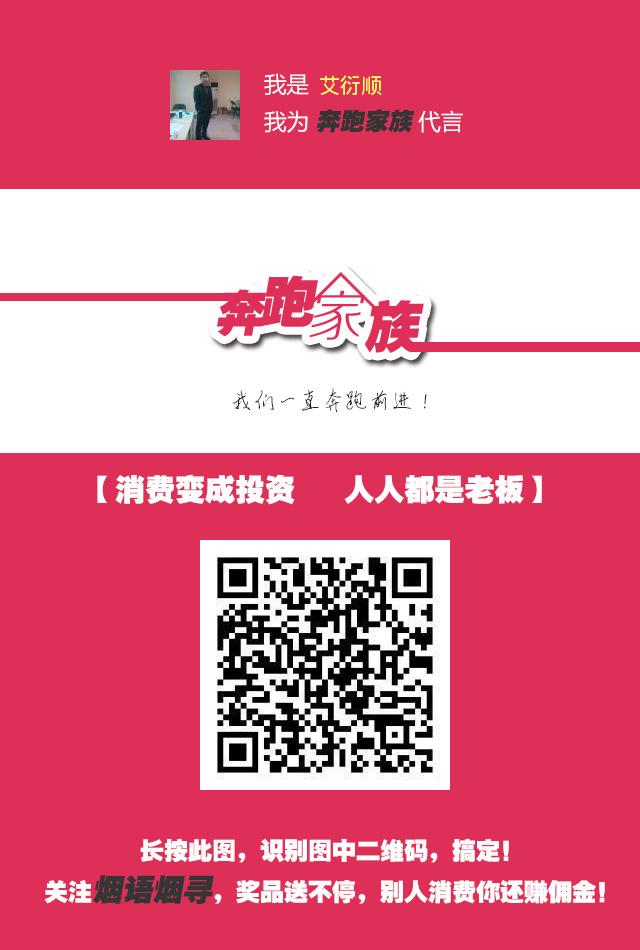 我是 艾衍顺
我为 奔跑家族 代言
奔跑家族
我们一直奔跑前进！
【消费变成投资 人人都是老板】
长按此图，识别图中二维码，搞定！
关注烟语烟寻，奖品送不停，别人消费你还赚佣金！